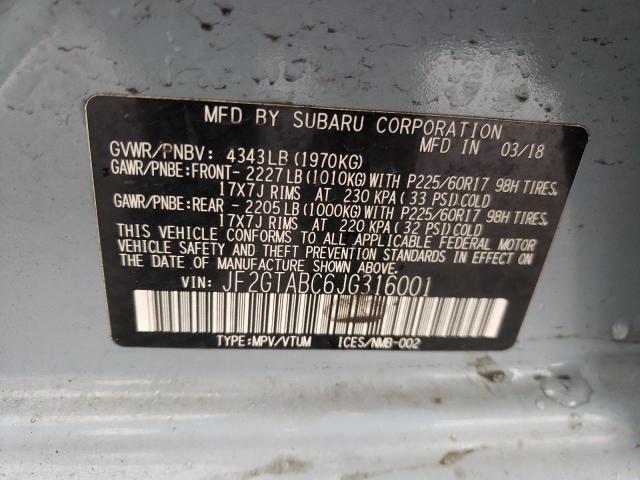 MFD BY SUBARU CORPORATION MFD IN 03/18
GVWR/PNBV: 4343LB(1970KG)
GAWR/PNBE:FRONT- 2227LB(1010KG)WITH P225/60R17 98H TIRES,
17X7J RIMS AT 230 KPA(33 PSI)COLD
GAWR/PNBE:REAR - 2205LB(1000KG)WITH P225/60R17 98H TIRES,
17X7J RIMS AT 220 KPA(32 PSI)COLD
THIS VEHICLE CONFORMS TO ALL APPLICABLE FEDERAL MOTOR
VEHICLE SAFETY AND THEFT PREVENTION STANDARDS IN EFFECT ON
THE DATE OF MANUFACTURE SHOWN ABOVE.
VIN: JF2GTABC6JG316001
TYPE:MPV/VTUM ICES/NMB-002